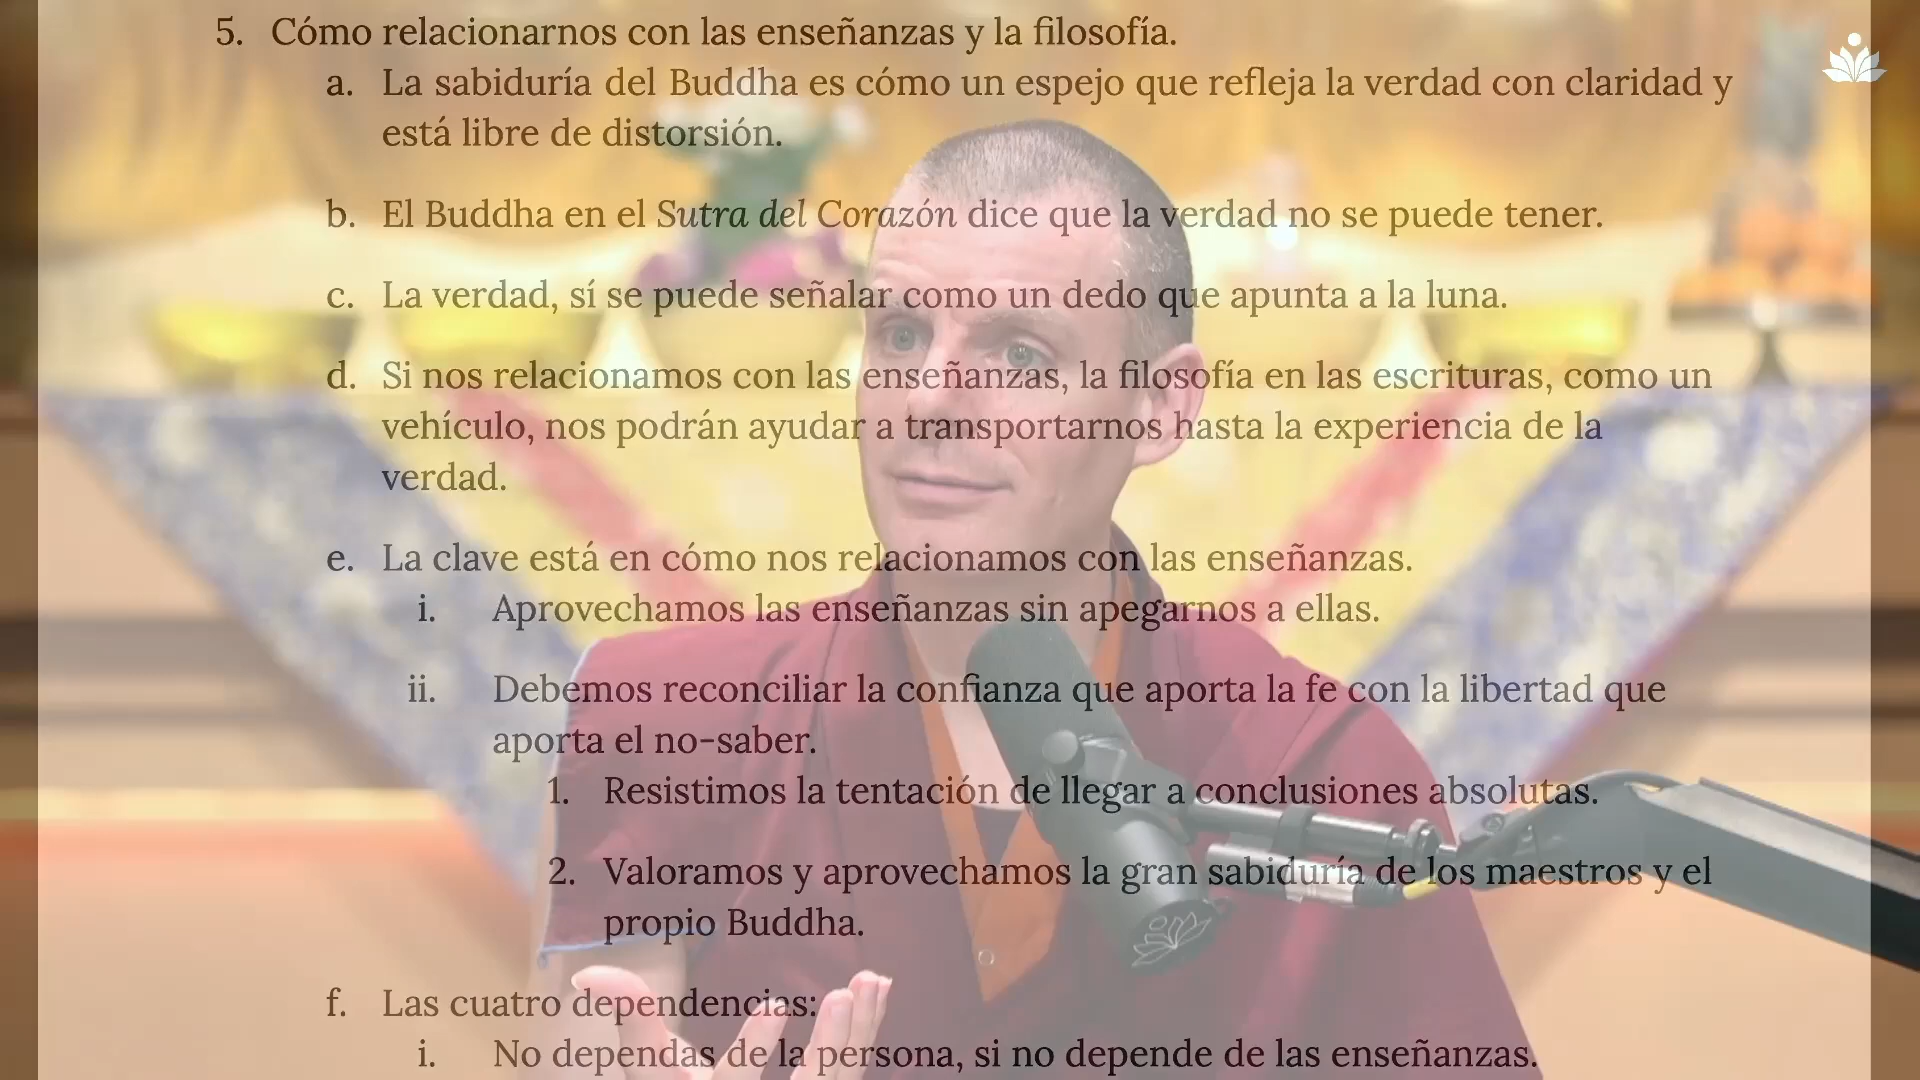 5. Cómo relacionarnos con las enseñanzas y la filosofía.
a. La sabiduría del Buddha es cómo un espejo que refleja la verdad con claridad y
está libre de distorsión.
b. El Buddha en el Sutra del Corazón dice que la verdad no se puede tener.
c. La verdad, sí se puede señalar como un dedo que apunta a la luna.
d. Si nos relacionamos con las enseñanzas, la filosofía en las escrituras, como un
vehículo, nos podrán ayudar a transportarnos hasta la experiencia de la
verdad.
e. La clave está en cómo nos relacionamos con las enseñanzas.
i. Aprovechamos las enseñanzas sin apegarnos a ellas.
ii. Debemos reconciliar la confianza que aporta la fe con la libertad que
aporta el no-saber.
1. Resistimos la tentación de llegar a conclusiones absolutas.
2. Valoramos y aprovechamos la gran sabiduría de los maestros y el
propio Buddha.
f. Las cuatro dependencias:
i. No dependas de la persona, si no depende de las enseñanzas.